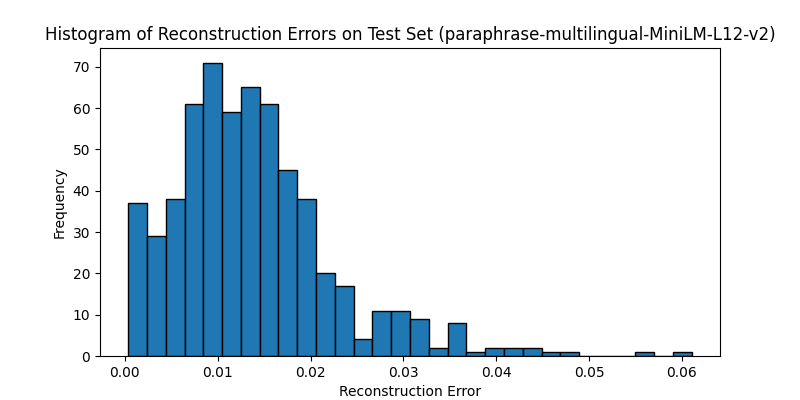 Histogram of Reconstruction Errors on Test Set (paraphrase-multilingual-MiniLM-L12-v2)
70
60
50
40
30
20
10
0
Frequency
0.00 0.01 0.02 0.03 0.04 0.05 0.06
Reconstruction Error